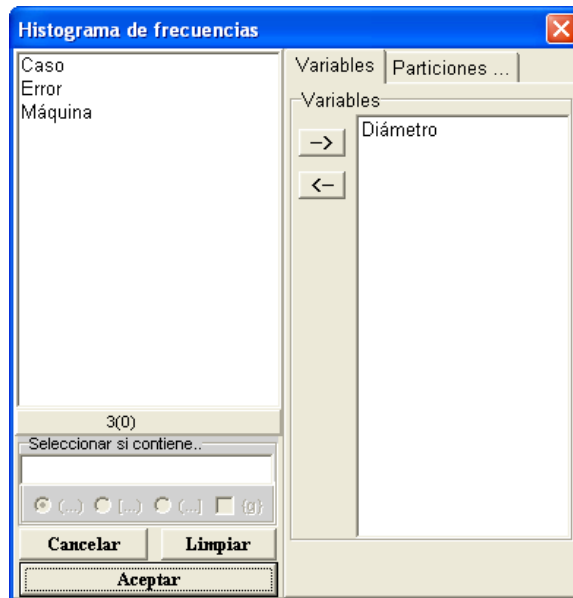 Histograma de frecuencias
Caso
Error
Máquina
3(0)
Seleccionar si contiene..
(...) [...) (...] {g}
Cancelar Limpiar
Aceptar
Variables Particiones ...
Variables
-->
<--
Diámetro